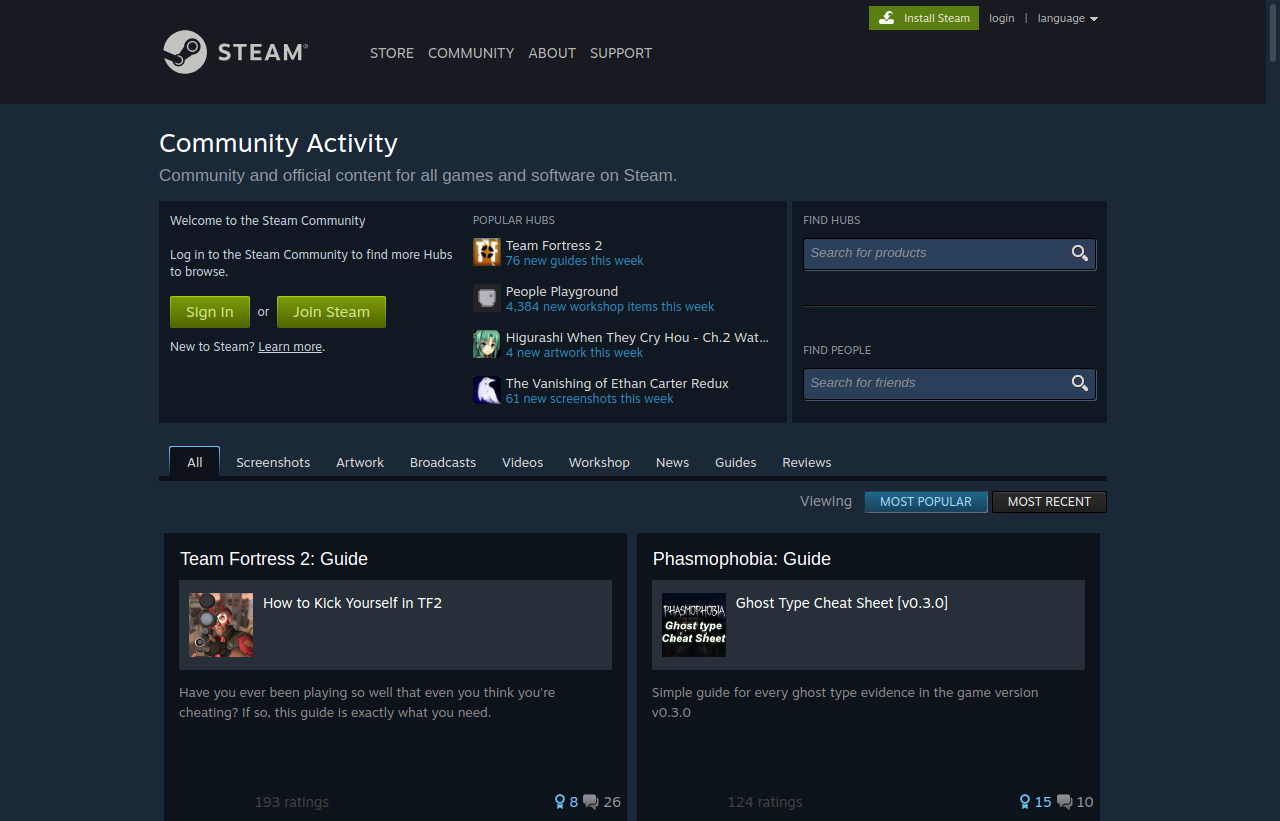 Install Steam login | language
STEAM®
STORE COMMUNITY ABOUT SUPPORT
Community Activity
Community and official content for all games and software on Steam.
Welcome to the Steam Community
Log in to the Steam Community to find more Hubs
to browse.
Sign In or Join Steam
New to Steam? Learn more.
POPULAR HUBS
Team Fortress 2
76 new guides this week
People Playground
4,384 new workshop items this week
Higurashi When They Cry Hou - Ch.2 Wat...
4 new artwork this week
The Vanishing of Ethan Carter Redux
61 new screenshots this week
FIND HUBS
Search for products
FIND PEOPLE
Search for friends
All Screenshots Artwork Broadcasts Videos Workshop News Guides Reviews
Viewing MOST POPULAR MOST RECENT
Team Fortress 2: Guide
How to Kick Yourself in TF2
Have you ever been playing so well that even you think you're
cheating? If so, this guide is exactly what you need.
193 ratings 8 26
Phasmophobia: Guide
PHASMOPHOBIA
Ghost type
Cheat Sheet
Ghost Type Cheat Sheet [v0.3.0]
Simple guide for every ghost type evidence in the game version
v0.3.0
124 ratings 15 10